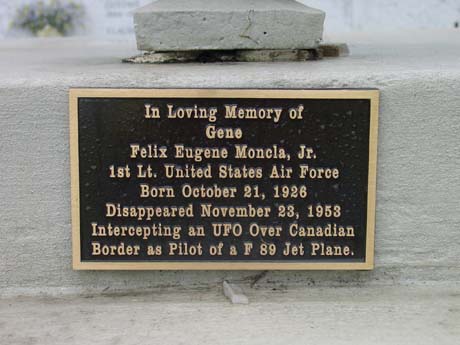 In Loving Memory of
Gene
Felix Eugene Moncla, Jr.
1st Lt. United States Air Force
Born October 21, 1926
Disappeared November 23, 1953
Intercepting an UFO Over Canadian
Border as Pilot of a F 89 Jet Plane.